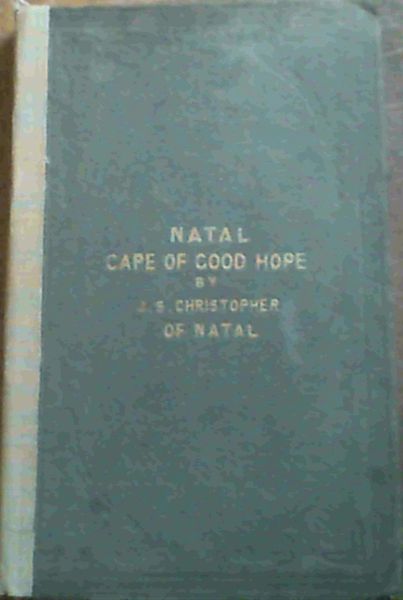 NATAL
CAPE OF GOOD HOPE
BY
J. S. CHRISTOPHER
OF NATAL